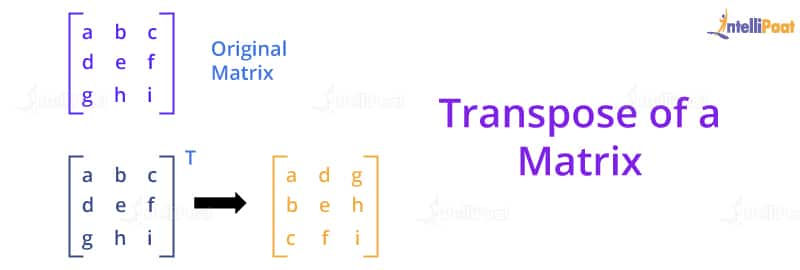 IntelliPaat
a b c
d e f
g h i
Original
Matrix
Transpose of a
Matrix
a b c
d e f
g h i
T
a d g
b e h
c f i